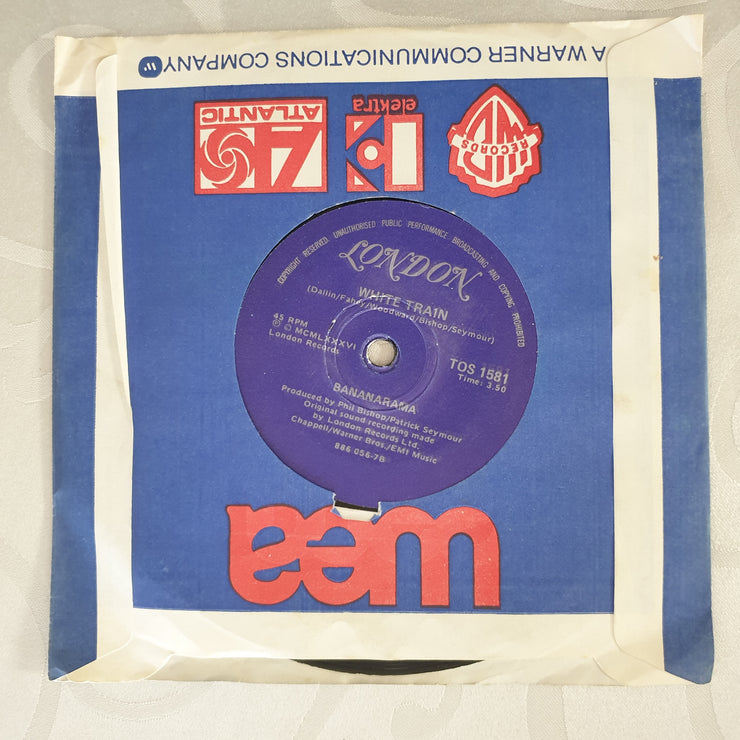 A WARNER COMMUNICATIONS COMPANY
ATLANTIC
elektra
RECORDS
COPYRIGHT RESERVED. UNAUTHORISED PUBLIC PERFORMANCE BROADCASTING AND COPYING PROHIBITED
LONDON
WHITE TRAIN
(Dallin/Fahey/Woodward/Bishop/Seymour)
45 RPM
℗ © MCMLXXXVI
London Records
TOS 1581
Time: 3.50
BANANARAMA
Produced by Phil Bishop/Patrick Seymour
Original sound recording made
by London Records Ltd.
Chappell/Warner Bros./EMI Music
886 056-7B
wea